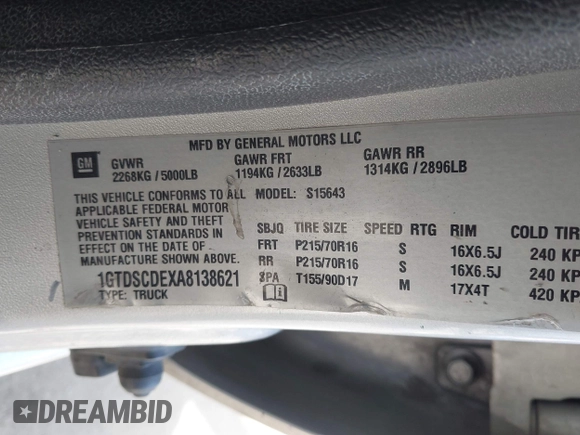 MFD BY GENERAL MOTORS LLC
GM
GVWR GAWR FRT GAWR RR
2268KG / 5000LB 1194KG / 2633LB 1314KG / 2896LB
THIS VEHICLE CONFORMS TO ALL MODEL: S15643
APPLICABLE FEDERAL MOTOR
VEHICLE SAFETY AND THEFT
PREVENTION STANDARDS IN
EFFECT ON THE DATE OF
MANUFACTURE SHOWN ABOVE.
1GTDSCDEXA8138621
TYPE: TRUCK
SBJQ TIRE SIZE SPEED RTG RIM COLD TI
FRT P215/70R16 S 16X6.5J 240 KP
RR P215/70R16 S 16X6.5J 240 KP
SPA T155/90D17 M 17X4T 420 KP
DREAMBID